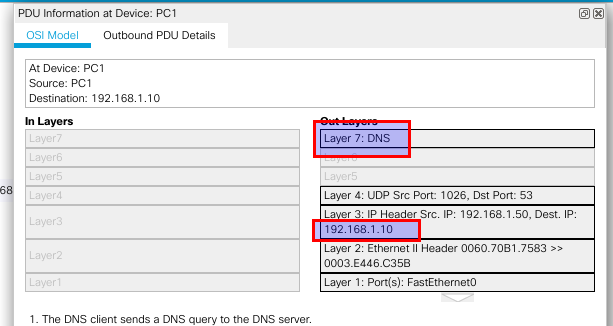 PDU Information at Device: PC1
OSI Model Outbound PDU Details
At Device: PC1
Source: PC1
Destination: 192.168.1.10
In Layers
Layer7
Layer6
Layer5
Layer4
Layer3
Layer2
Layer1
Out Layers
Layer 7: DNS
Layer6
Layer5
Layer 4: UDP Src Port: 1026, Dst Port: 53
Layer 3: IP Header Src. IP: 192.168.1.50, Dest. IP:
192.168.1.10
Layer 2: Ethernet II Header 0060.70B1.7583 >>
0003.E446.C35B
Layer 1: Port(s): FastEthernet0
1. The DNS client sends a DNS query to the DNS server.
68